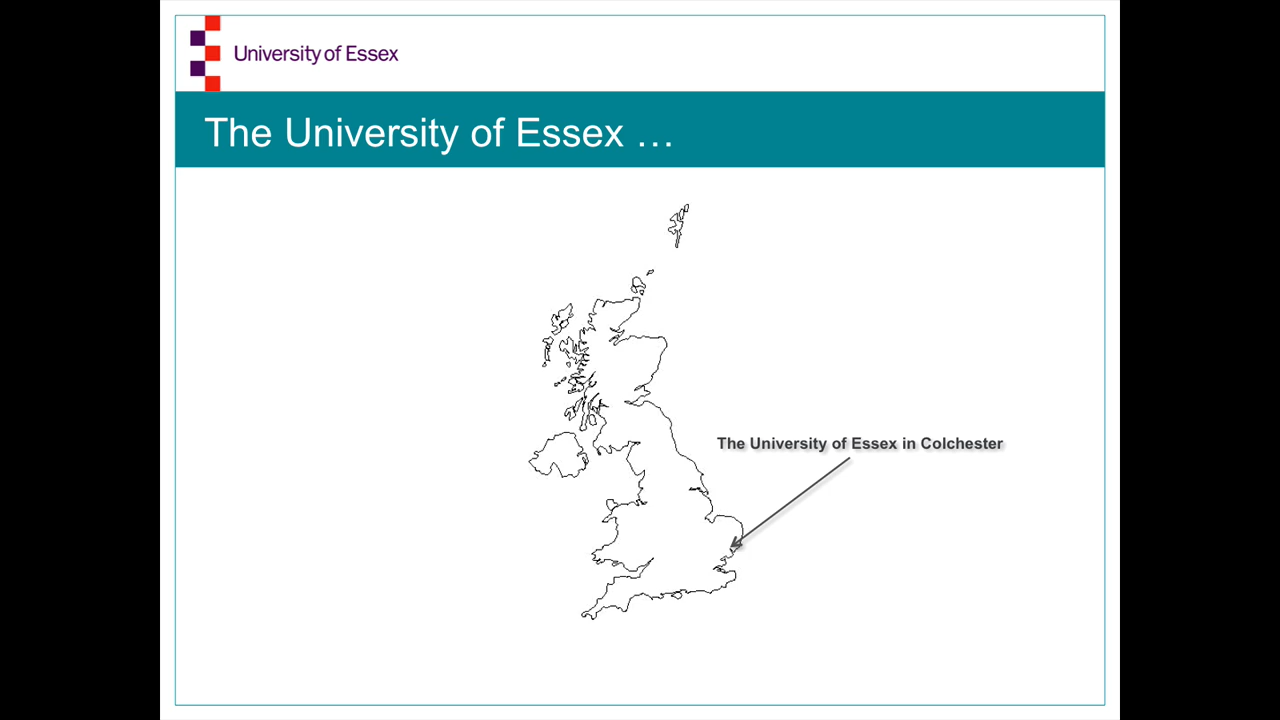 University of Essex
The University of Essex …
The University of Essex in Colchester